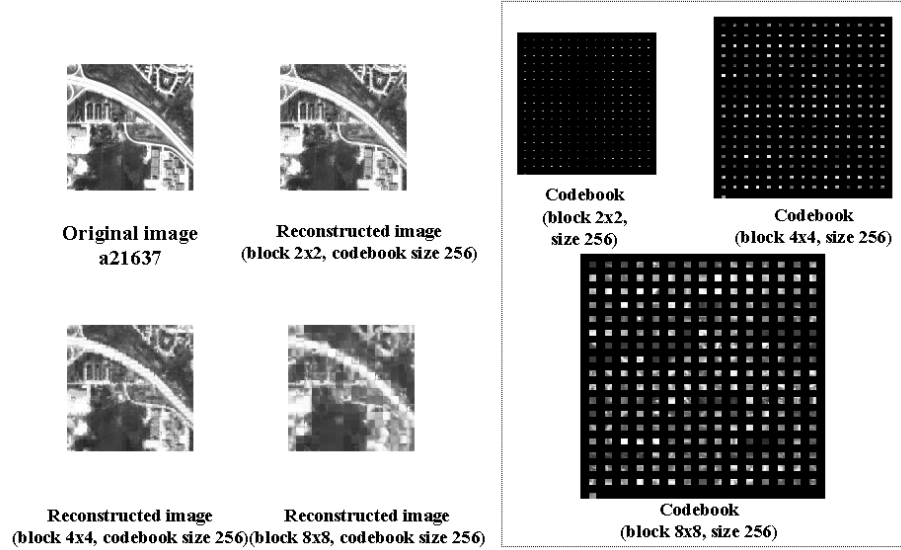 Original image
a21637
Reconstructed image
(block 2x2, codebook size 256)
Reconstructed image
(block 4x4, codebook size 256)
Reconstructed image
(block 8x8, codebook size 256)
Codebook
(block 2x2,
size 256)
Codebook
(block 4x4, size 256)
Codebook
(block 8x8, size 256)